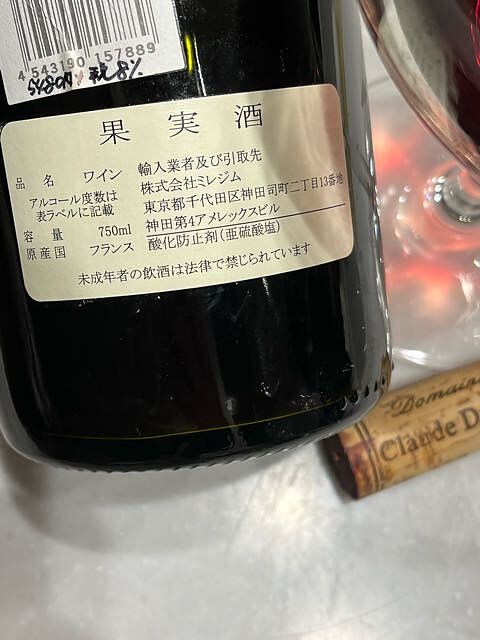 4 543190 157889
果実酒
品名 ワイン
アルコール度数は
表ラベルに記載
容量 750ml
原産国 フランス
輸入業者及び引取先
株式会社ミレジム
東京都千代田区神田司町二丁目13番地
神田第4アメレックスビル
酸化防止剤(亜硫酸塩)
未成年者の飲酒は法律で禁じられています
Domaine
Claude D